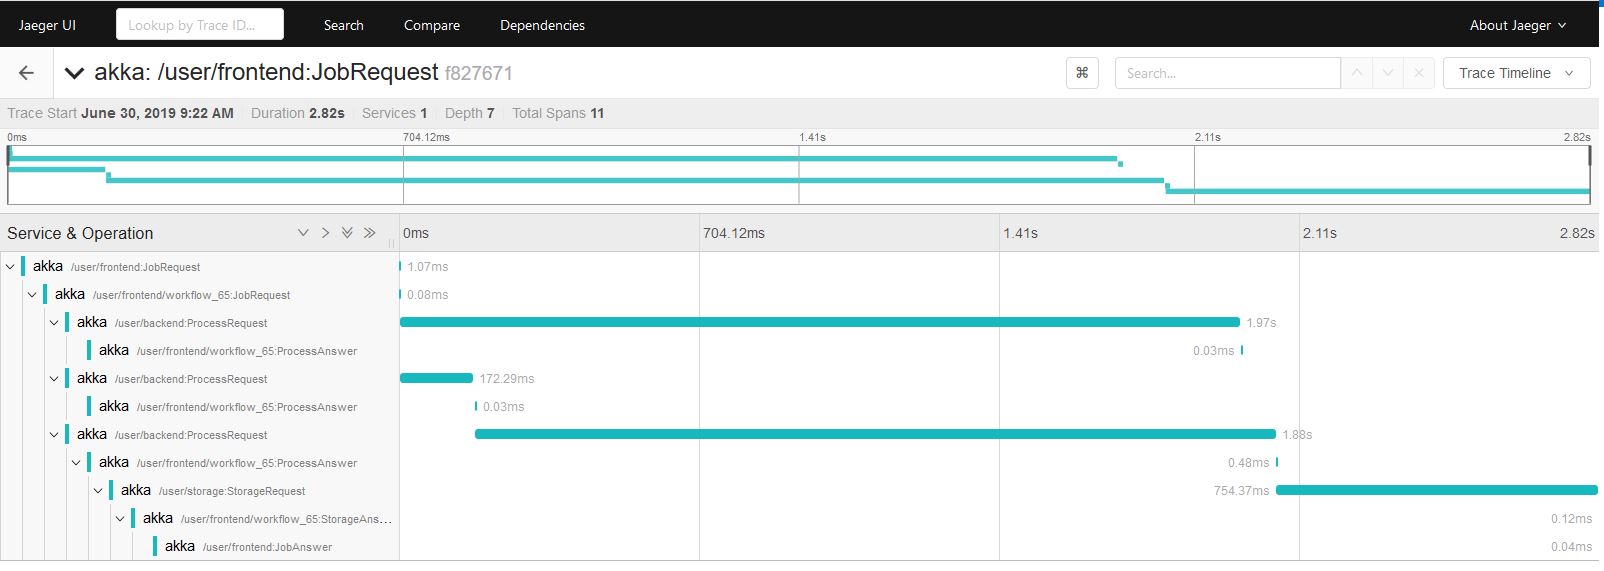 Jaeger UI Lookup by Trace ID... Search Compare Dependencies About Jaeger
akka: /user/frontend:JobRequest f827671 ⌘ Search... Trace Timeline
Trace Start June 30, 2019 9:22 AM Duration 2.82s Services 1 Depth 7 Total Spans 11
0ms 704.12ms 1.41s 2.11s 2.82s
Service & Operation 0ms 704.12ms 1.41s 2.11s 2.82s
akka /user/frontend:JobRequest 1.07ms
akka /user/frontend/workflow_65:JobRequest 0.08ms
akka /user/backend:ProcessRequest 1.97s
akka /user/frontend/workflow_65:ProcessAnswer 0.03ms
akka /user/backend:ProcessRequest 172.29ms
akka /user/frontend/workflow_65:ProcessAnswer 0.03ms
akka /user/backend:ProcessRequest 1.88s
akka /user/frontend/workflow_65:ProcessAnswer 0.48ms
akka /user/storage:StorageRequest 754.37ms
akka /user/frontend/workflow_65:StorageAns... 0.12ms
akka /user/frontend:JobAnswer 0.04ms